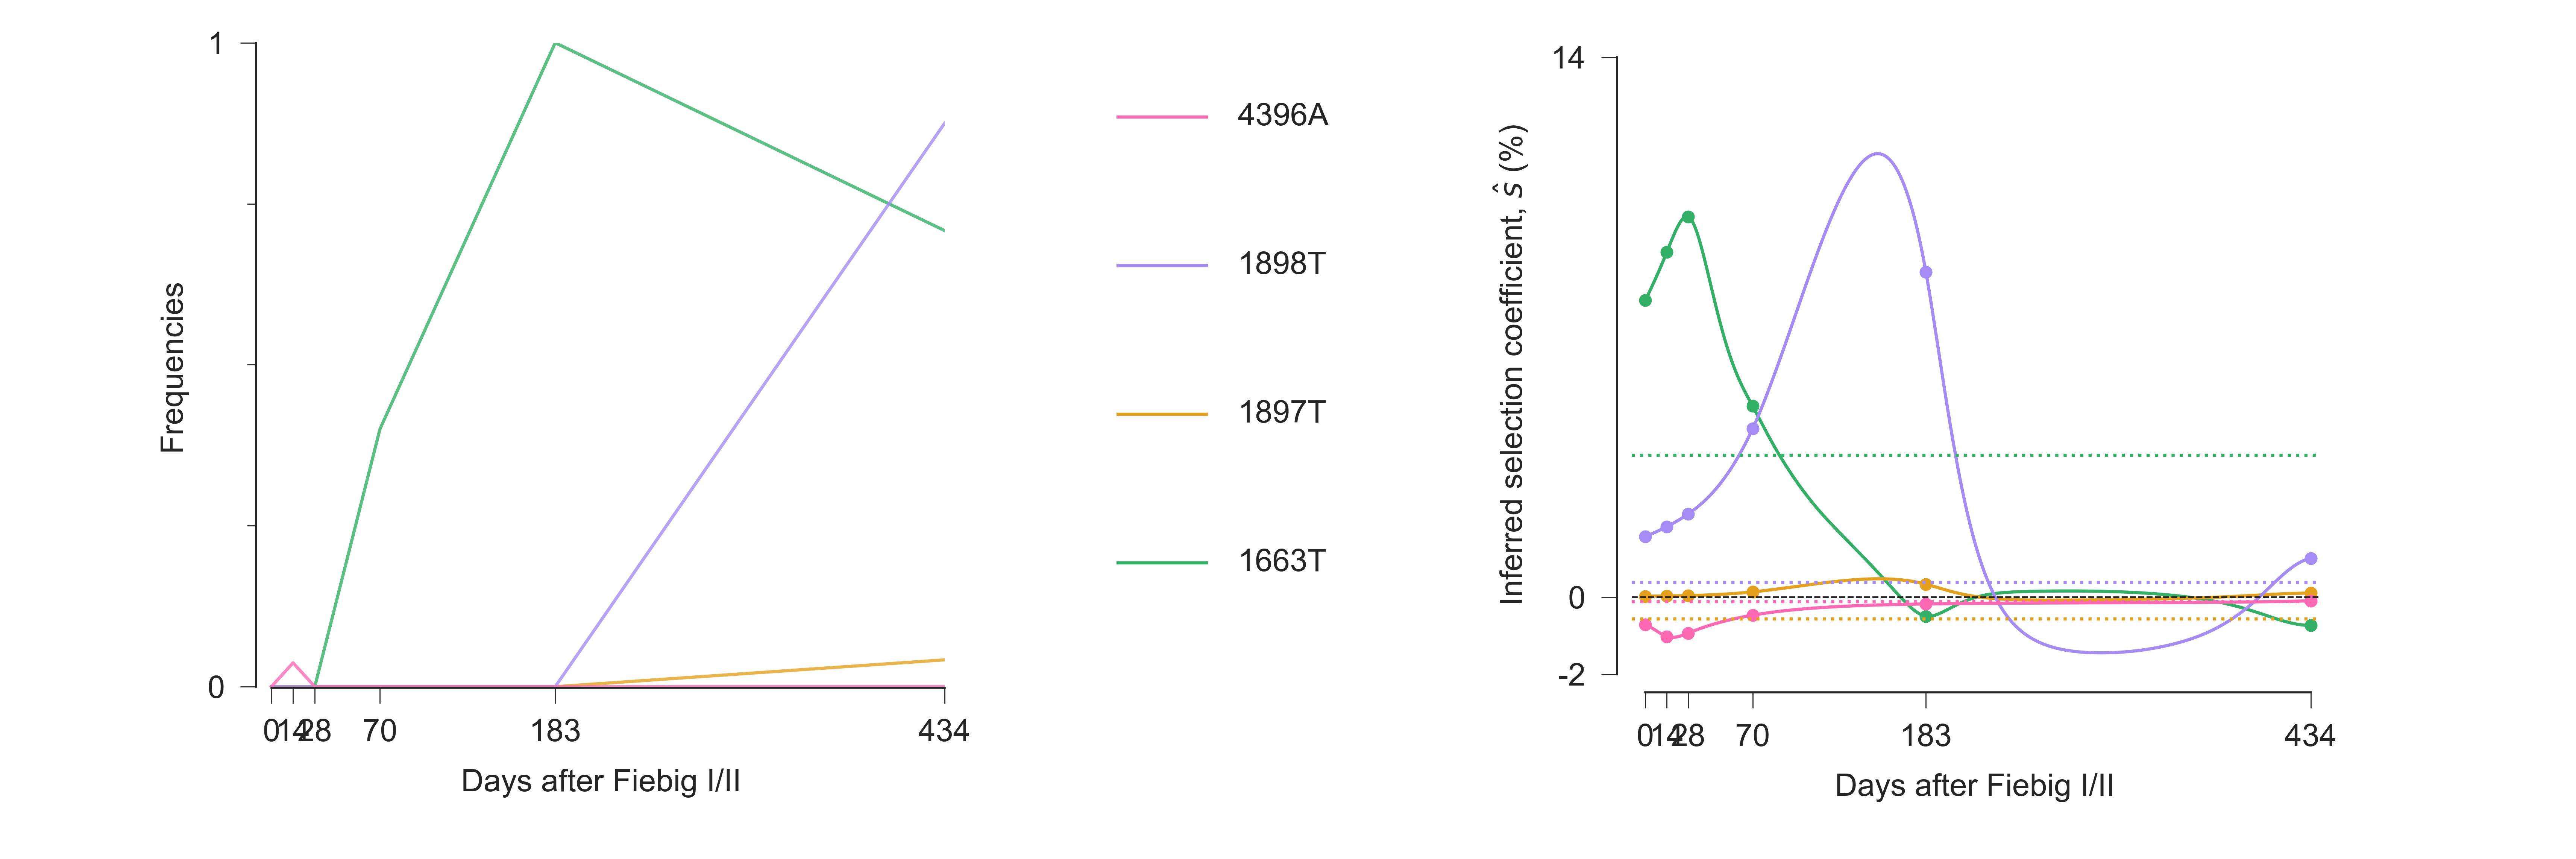 1
0
Frequencies
0 14 28 70 183 434
Days after Fiebig I/II
4396A
1898T
1897T
1663T
14
0
-2
Inferred selection coefficient, ŝ (%)
0 14 28 70 183 434
Days after Fiebig I/II